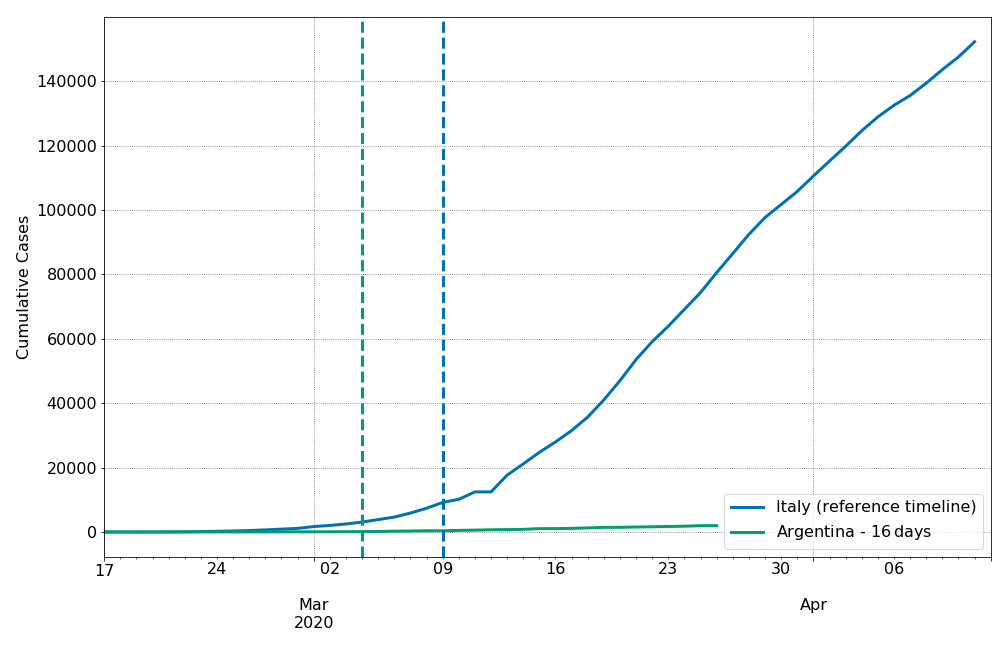 Cumulative Cases
140000
120000
100000
80000
60000
40000
20000
0
Italy (reference timeline)
Argentina - 16 days
17 24 02 09 16 23 30 06
Mar Apr
2020